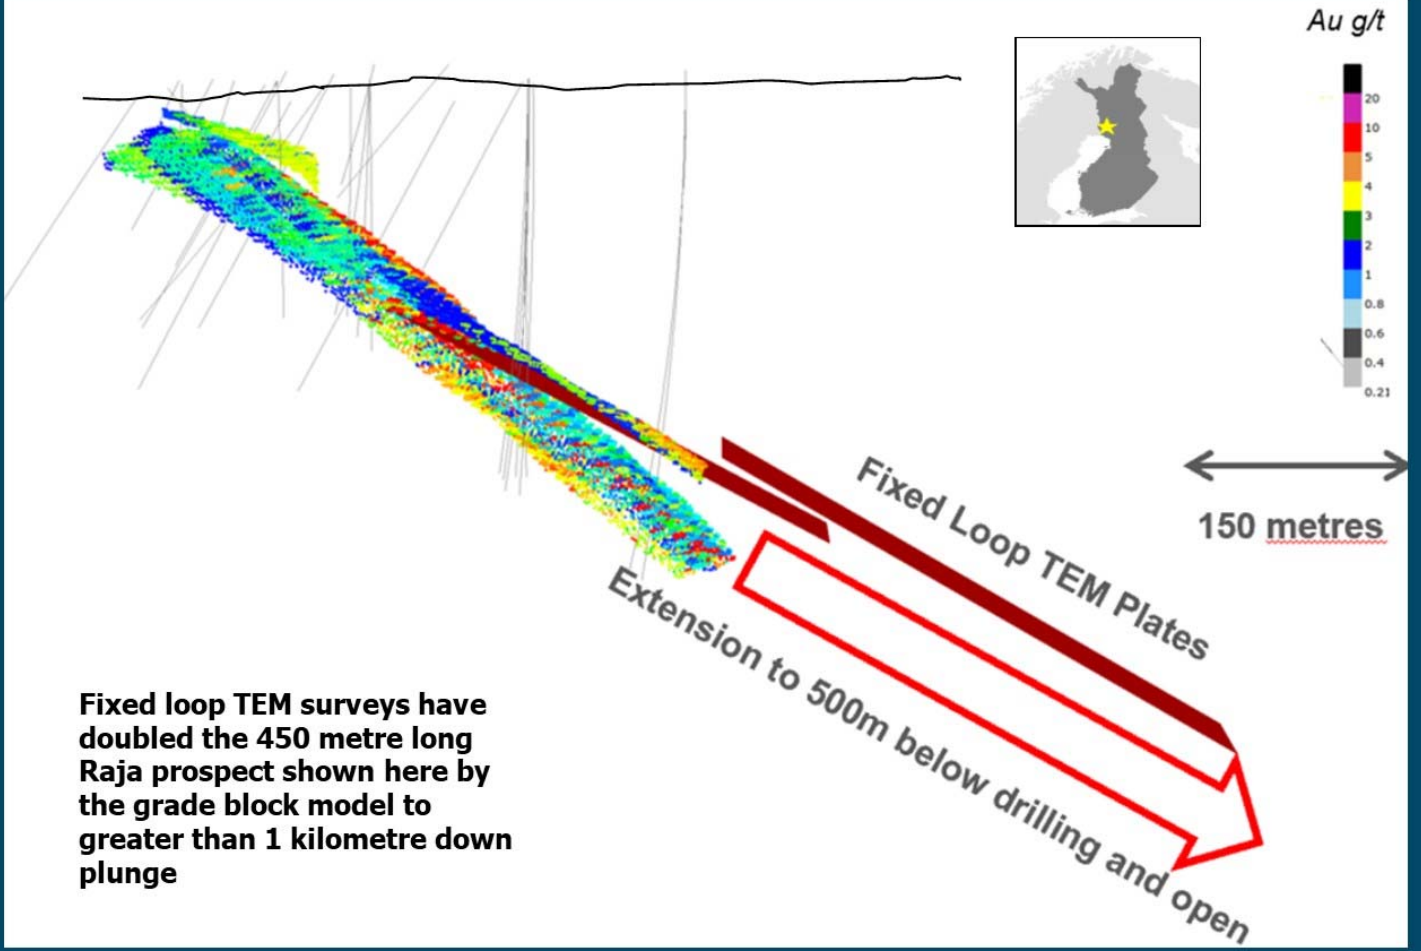 Au g/t
20
10
5
4
3
2
1
0.8
0.6
0.4
0.21
150 metres
Fixed Loop TEM Plates
Extension to 500m below drilling and open
Fixed loop TEM surveys have
doubled the 450 metre long
Raja prospect shown here by
the grade block model to
greater than 1 kilometre down
plunge